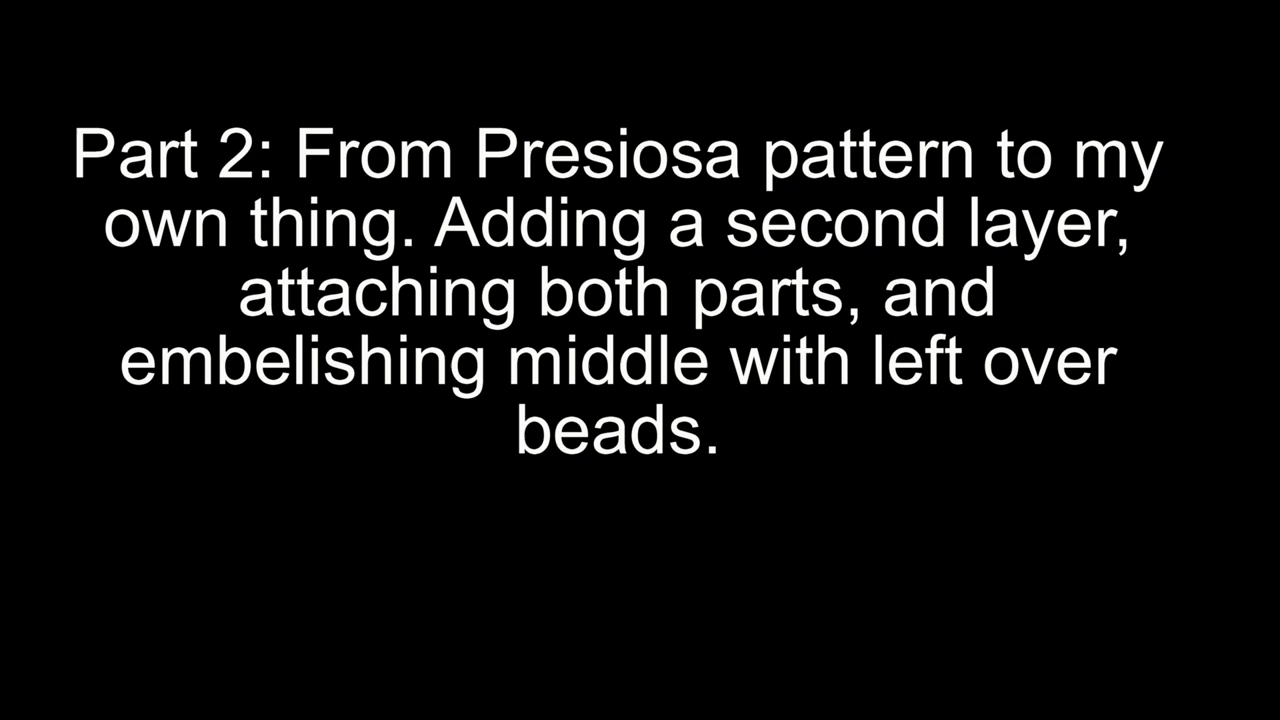 Part 2: From Presiosa pattern to my
own thing. Adding a second layer,
attaching both parts, and
embelishing middle with left over
beads.